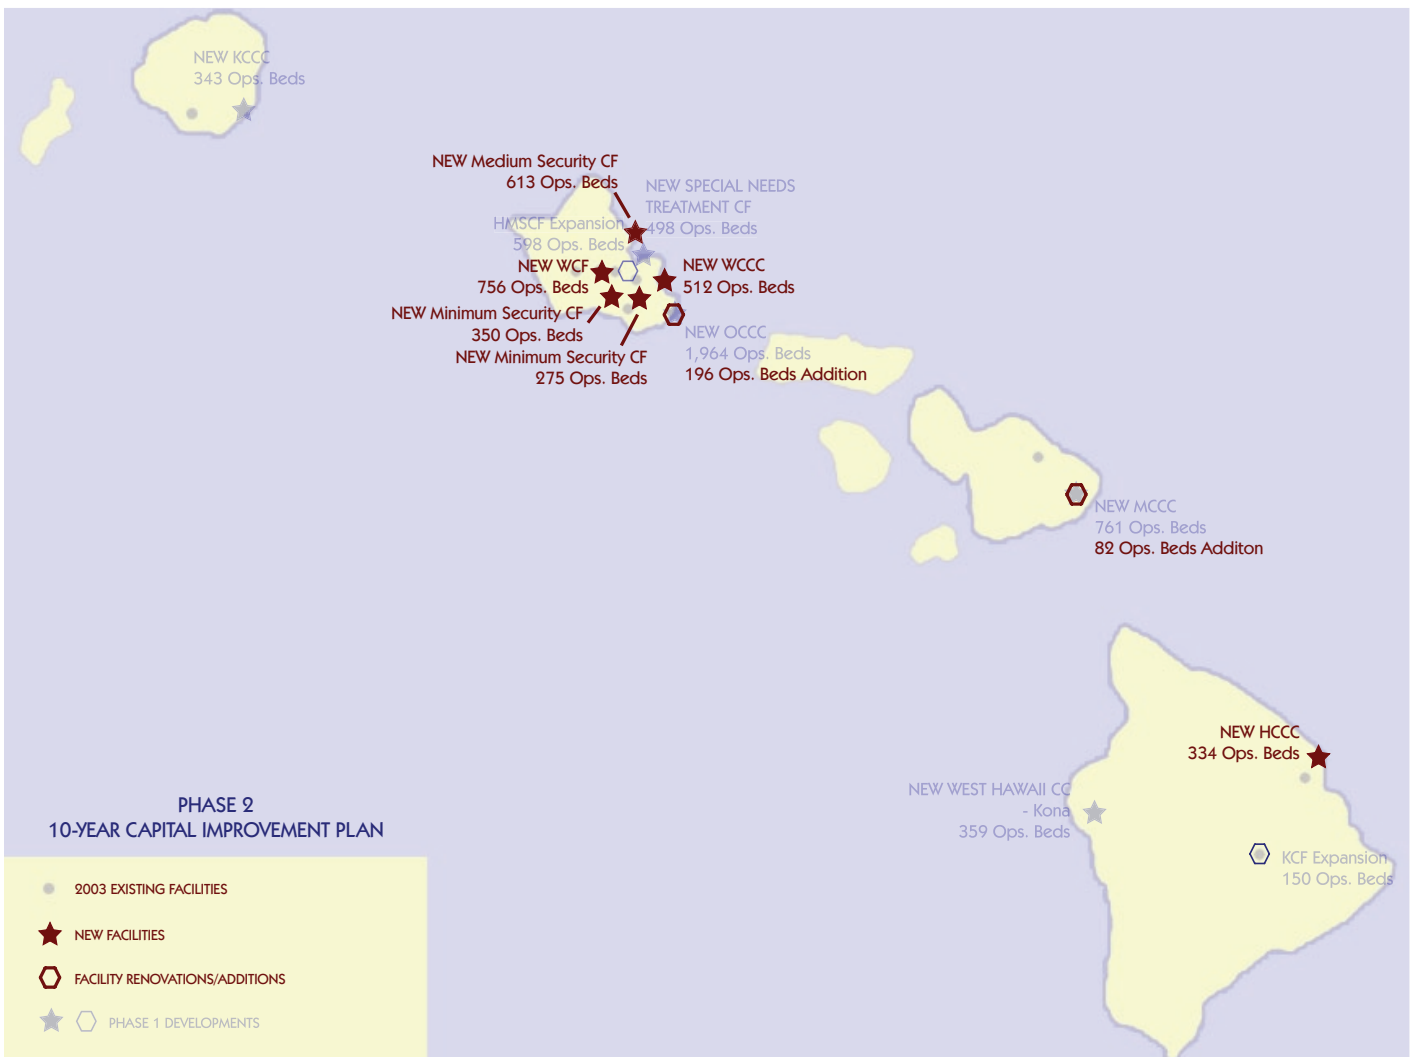 NEW KCCC
343 Ops. Beds
NEW Medium Security CF
613 Ops. Beds
NEW SPECIAL NEEDS
TREATMENT CF
498 Ops. Beds
HMSCF Expansion
598 Ops. Beds
NEW WCF
756 Ops. Beds
NEW WCCC
512 Ops. Beds
NEW Minimum Security CF
350 Ops. Beds
NEW Minimum Security CF
275 Ops. Beds
NEW OCCC
1,964 Ops. Beds
196 Ops. Beds Addition
NEW MCCC
761 Ops. Beds
82 Ops. Beds Additon
NEW HCCC
334 Ops. Beds
NEW WEST HAWAII CC
- Kona
359 Ops. Beds
KCF Expansion
150 Ops. Beds
PHASE 2
10-YEAR CAPITAL IMPROVEMENT PLAN
2003 EXISTING FACILITIES
NEW FACILITIES
FACILITY RENOVATIONS/ADDITIONS
PHASE 1 DEVELOPMENTS